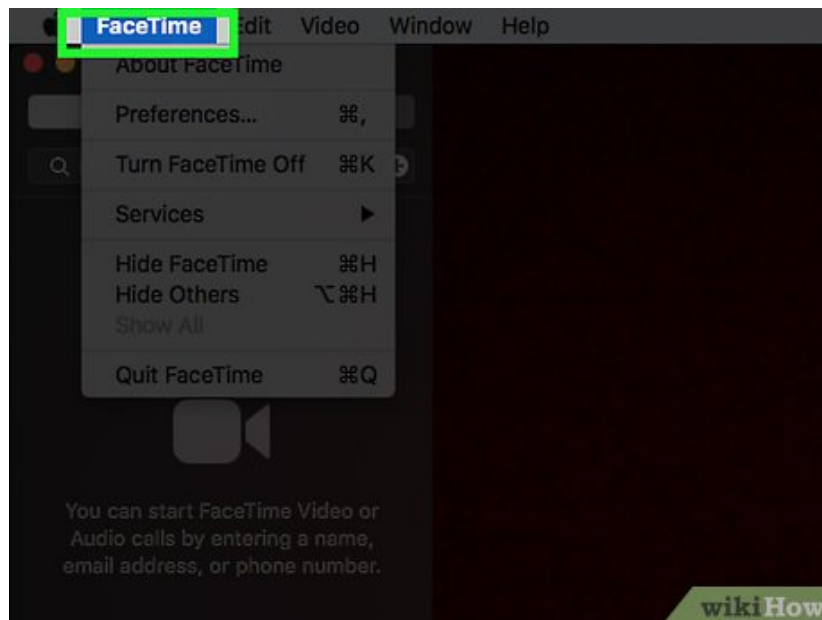 FaceTime Edit Video Window Help
About FaceTime
Preferences... ⌘,
Turn FaceTime Off ⌘K
Services ▶
Hide FaceTime ⌘H
Hide Others ⌥⌘H
Show All
Quit FaceTime ⌘Q
You can start FaceTime Video or
Audio calls by entering a name,
email address, or phone number.
wikiHow